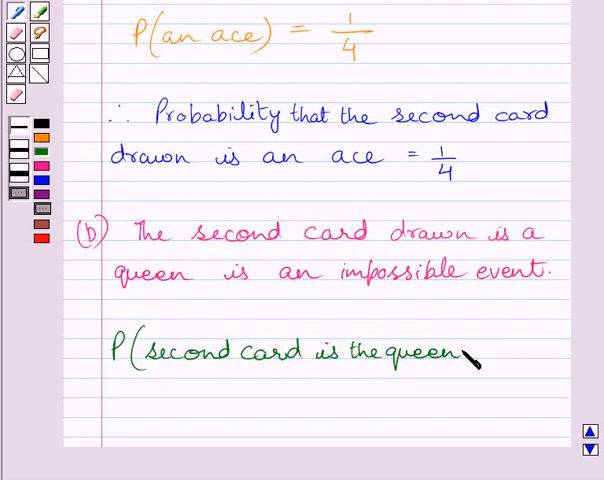 P(an ace) = 1/4
∴ Probability that the second card
drawn is an ace = 1/4
(b) The second card drawn is a
queen is an impossible event.
P(second card is the queen